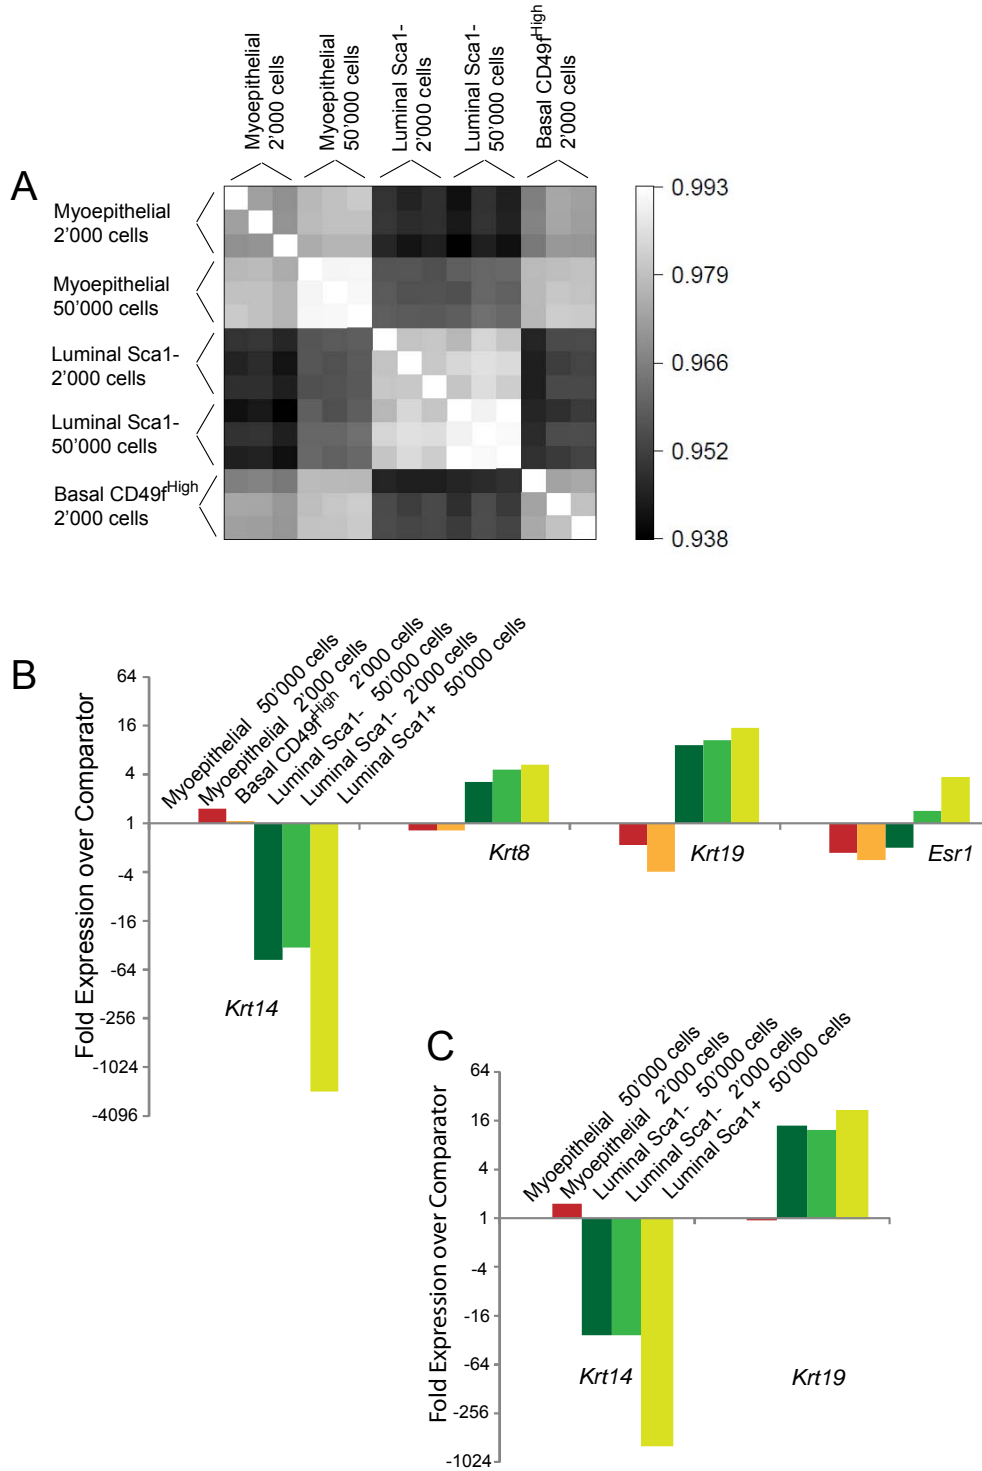 Myoepithelial
2'000 cells
Myoepithelial
50'000 cells
Luminal Sca1-
2'000 cells
Luminal Sca1-
50'000 cells
Basal CD49fHigh
2'000 cells
A
Myoepithelial
2'000 cells
Myoepithelial
50'000 cells
Luminal Sca1-
2'000 cells
Luminal Sca1-
50'000 cells
Basal CD49fHigh
2'000 cells
0.993
0.979
0.966
0.952
0.938
B
Fold Expression over Comparator
64
16
4
1
-4
-16
-64
-256
-1024
-4096
Myoepithelial 50'000 cells
Myoepithelial 2'000 cells
Basal CD49fHigh 2'000 cells
Luminal Sca1- 50'000 cells
Luminal Sca1- 2'000 cells
Luminal Sca1+ 50'000 cells
Krt14
Krt8
Krt19
Esr1
C
Fold Expression over Comparator
64
16
4
1
-4
-16
-64
-256
-1024
Myoepithelial 50'000 cells
Myoepithelial 2'000 cells
Luminal Sca1- 50'000 cells
Luminal Sca1- 2'000 cells
Luminal Sca1+ 50'000 cells
Krt14
Krt19